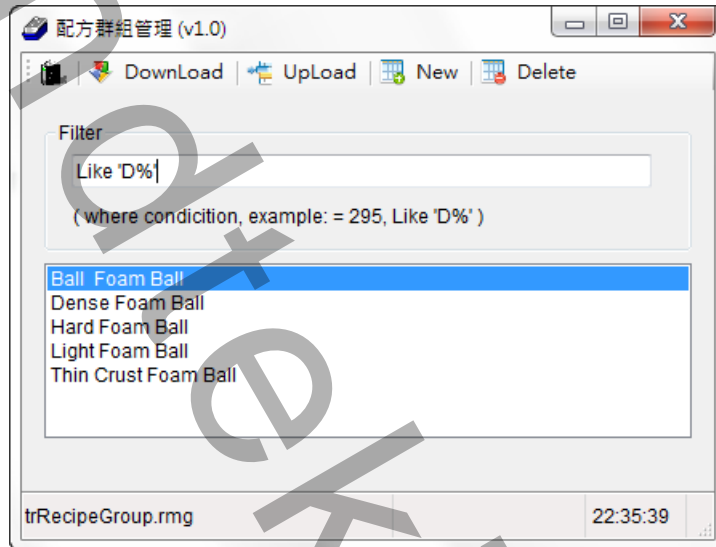 配方群組管理 (v1.0)
DownLoad UpLoad New Delete
Filter
Like 'D%'
( where condicition, example: = 295, Like 'D%' )
Ball Foam Ball
Dense Foam Ball
Hard Foam Ball
Light Foam Ball
Thin Crust Foam Ball
trRecipeGroup.rmg 22:35:39